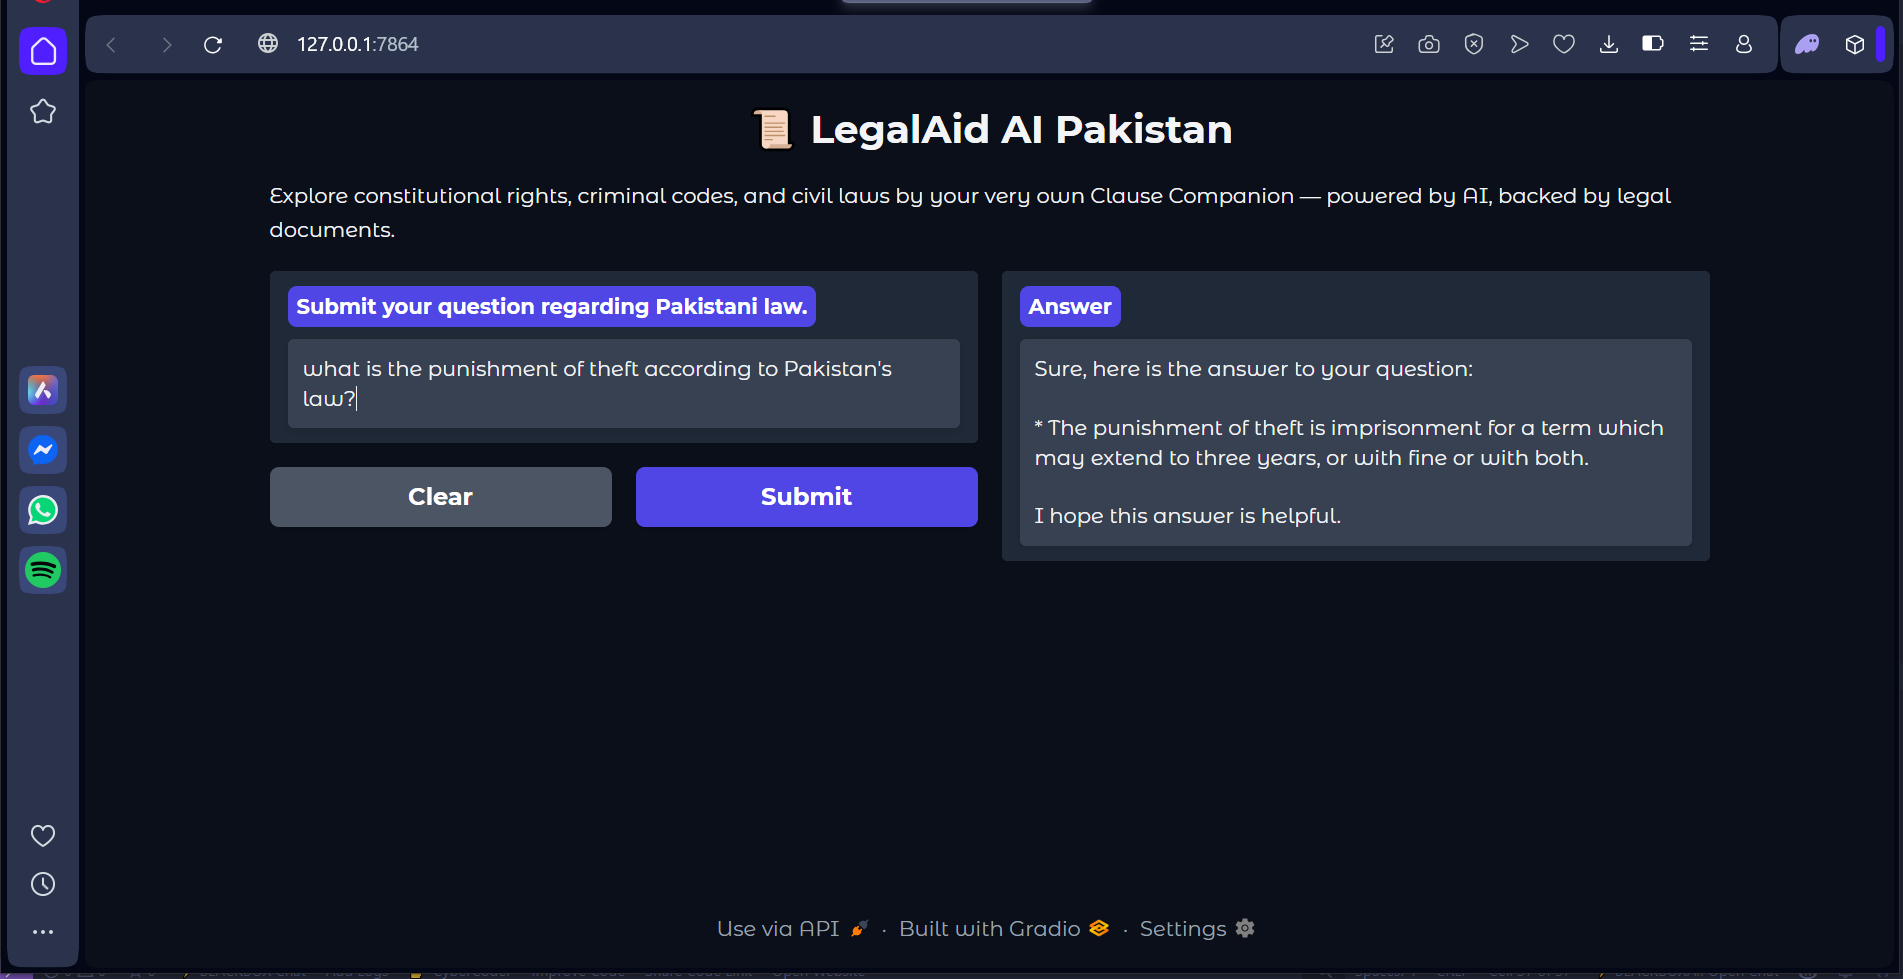 127.0.0.1:7864
📜 LegalAid AI Pakistan
Explore constitutional rights, criminal codes, and civil laws by your very own Clause Companion — powered by AI, backed by legal
documents.
Submit your question regarding Pakistani law.
what is the punishment of theft according to Pakistan's
law?
Clear
Submit
Answer
Sure, here is the answer to your question:
* The punishment of theft is imprisonment for a term which
may extend to three years, or with fine or with both.
I hope this answer is helpful.
Use via API 🚀 · Built with Gradio · Settings ⚙️